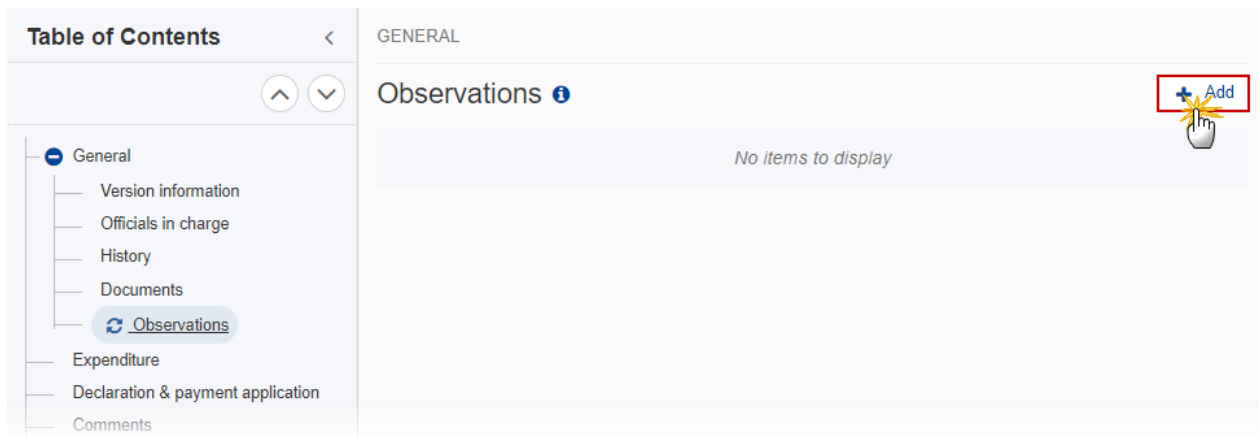 Table of Contents
GENERAL
Observations
Add
No items to display
General
Version information
Officials in charge
History
Documents
Observations
Expenditure
Declaration & payment application
Comments